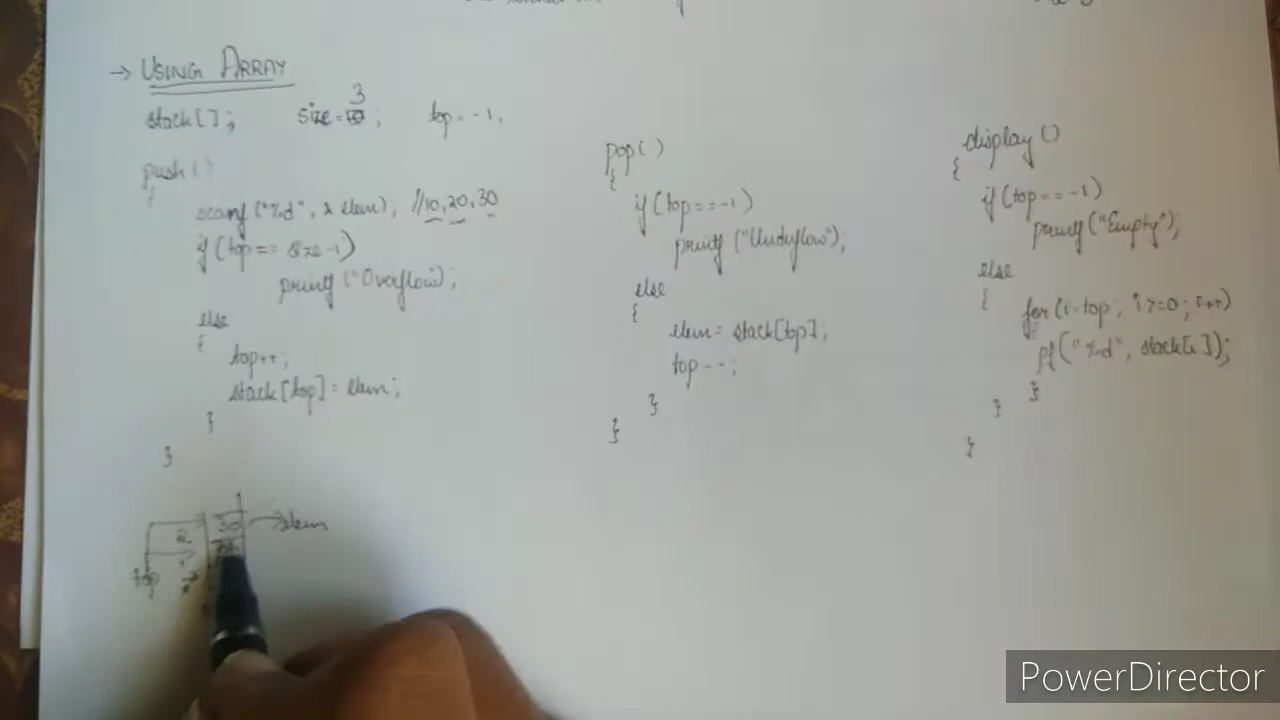 → USING ARRAY
stack[]; size = 3; top = -1,
push()
{
scanf("%d", & elem), //10,20,30
if (top == size -1)
printf ("Overflow);
else
{
top++;
stack[top] = elem;
}
}
pop()
{
if (top == -1)
printf ("Underflow);
else
{
elem = stack[top];
top --;
}
}
display()
{
if (top == -1)
printf ("Empty");
else
{ for (i=top; i>=0; i++)
pf("%d", stack[i]);
}
}
}
30 → elem
2
top
PowerDirector